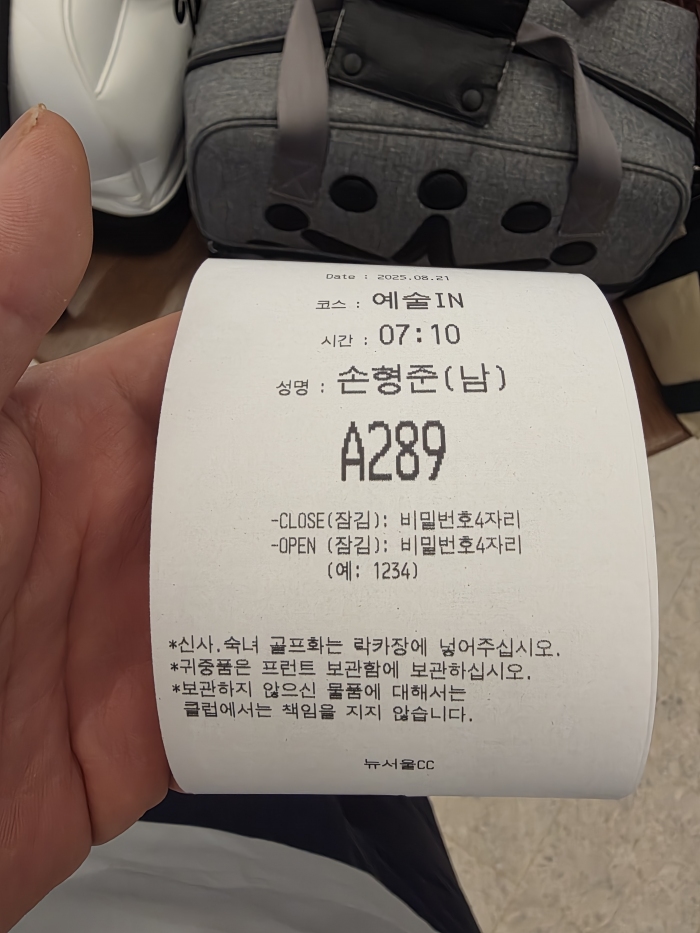 Date : 2025.08.21
코스 : 예술IN
시간 : 07:10
성명 : 손형준(남)
A289
-CLOSE(잠김): 비밀번호4자리
-OPEN (잠김): 비밀번호4자리
(예: 1234)
*신사.숙녀 골프화는 락카장에 넣어주십시오.
*귀중품은 프런트 보관함에 보관하십시오.
*보관하지 않으신 물품에 대해서는
클럽에서는 책임을 지지 않습니다.
뉴서울CC